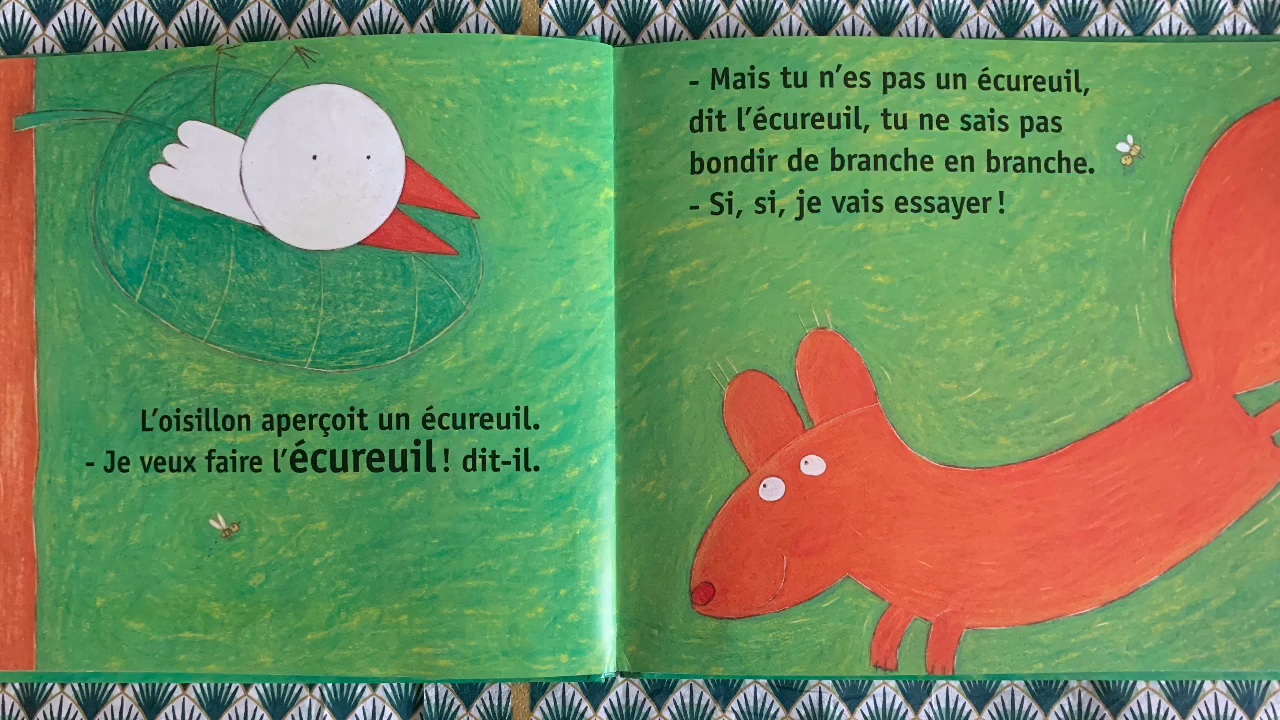 L'oisillon aperçoit un écureuil.
- Je veux faire l'écureuil ! dit-il.
- Mais tu n'es pas un écureuil,
dit l'écureuil, tu ne sais pas
bondir de branche en branche.
- Si, si, je vais essayer !